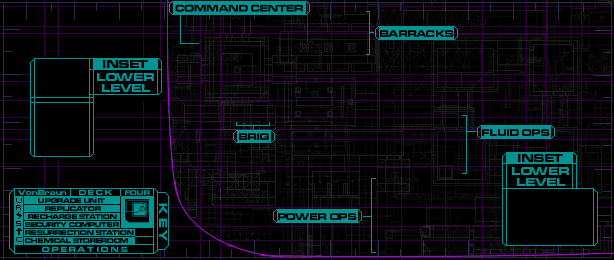 COMMAND CENTER
BARRACKS
INSET
LOWER
LEVEL
BRIG
FLUID OPS
INSET
LOWER
LEVEL
POWER OPS
VonBraun DECK FOUR
U UPGRADE UNIT
R REPLICATOR
RECHARGE STATION
S SECURITY COMPUTER
RESURRECTION STATION
C CHEMICAL STOREROOM
OPERATIONS
KEY